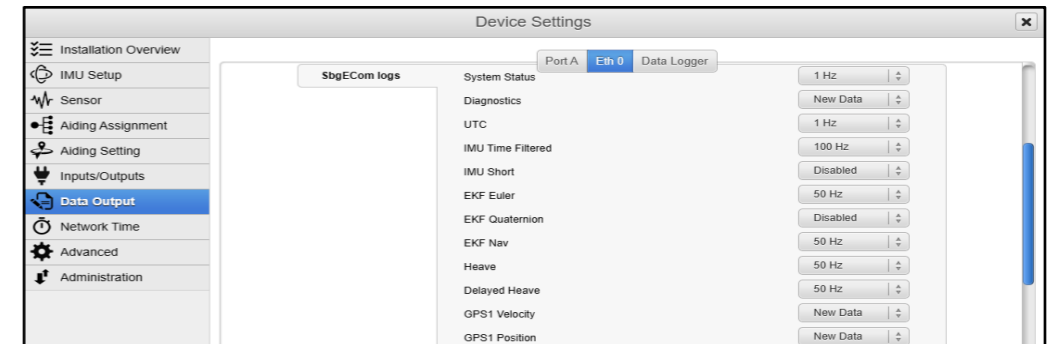 Device Settings
Installation Overview
IMU Setup
Sensor
Aiding Assignment
Aiding Setting
Inputs/Outputs
Data Output
Network Time
Advanced
Administration
Port A Eth 0 Data Logger
SbgECom logs
System Status 1 Hz
Diagnostics New Data
UTC 1 Hz
IMU Time Filtered 100 Hz
IMU Short Disabled
EKF Euler 50 Hz
EKF Quaternion Disabled
EKF Nav 50 Hz
Heave 50 Hz
Delayed Heave 50 Hz
GPS1 Velocity New Data
GPS1 Position New Data